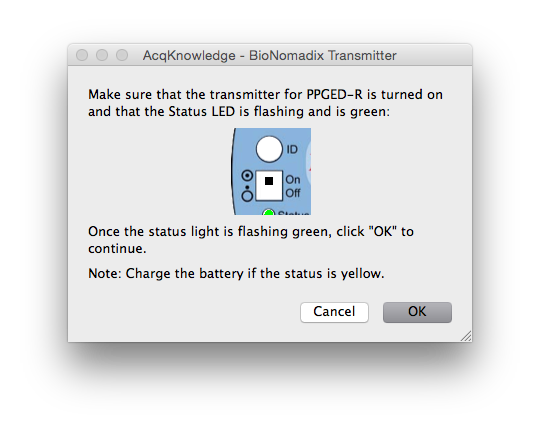 AcqKnowledge - BioNomadix Transmitter
Make sure that the transmitter for PPGED-R is turned on
and that the Status LED is flashing and is green:
ID
On
Off
Status
Once the status light is flashing green, click "OK" to
continue.
Note: Charge the battery if the status is yellow.
Cancel
OK